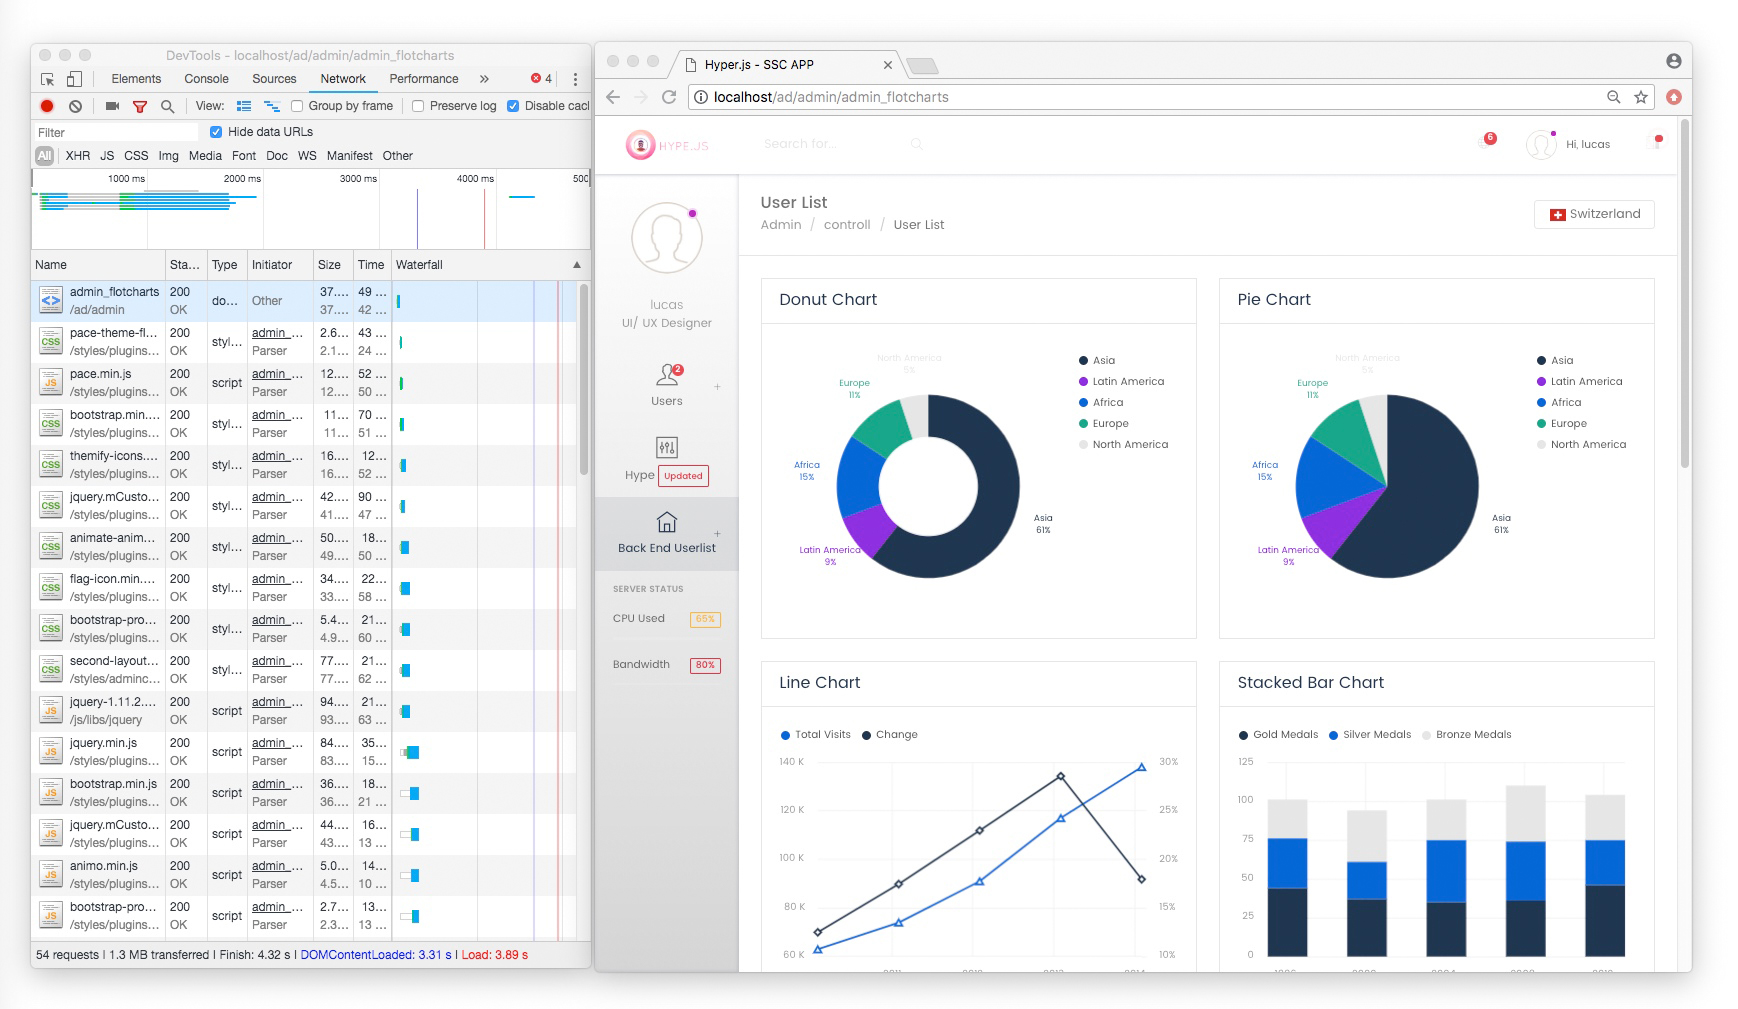 DevTools - localhost/ad/admin/admin_flotcharts
Elements Console Sources Network Performance » 4
View: Group by frame Preserve log Disable cacl
Filter Hide data URLs
All XHR JS CSS Img Media Font Doc WS Manifest Other
1000 ms 2000 ms 3000 ms 4000 ms 500
Name Sta... Type Initiator Size Time Waterfall
admin_flotcharts 200 do... Other 37.... 49 ...
/ad/admin OK 37.... 42 ...
pace-theme-fl... 200 styl... admin_... 2.6... 43 ...
/styles/plugins... OK Parser 2.1... 24 ...
pace.min.js 200 script admin_... 12.... 52 ...
/styles/plugins... OK Parser 12.... 50 ...
bootstrap.min.... 200 styl... admin_... 11... 70 ...
/styles/plugins... OK Parser 11... 51 ...
themify-icons.... 200 styl... admin_... 16.... 12...
/styles/plugins... OK Parser 16.... 52 ...
jquery.mCusto... 200 styl... admin_... 42.... 90 ...
/styles/plugins... OK Parser 41.... 47 ...
animate-anim... 200 styl... admin_... 50.... 18...
/styles/plugins... OK Parser 49.... 50 ...
flag-icon.min.... 200 styl... admin_... 34.... 22...
/styles/plugins... OK Parser 33.... 58 ...
bootstrap-pro... 200 styl... admin_... 5.4... 21...
/styles/plugins... OK Parser 4.9... 60 ...
second-layout... 200 styl... admin_... 77.... 21...
/styles/adminc... OK Parser 77.... 62 ...
jquery-1.11.2.... 200 script admin_... 94.... 21...
/js/libs/jquery OK Parser 93.... 63 ...
jquery.min.js 200 script admin_... 84.... 35...
/styles/plugins... OK Parser 83.... 15...
bootstrap.min.js 200 script admin_... 36.... 18...
/styles/plugins... OK Parser 36.... 21 ...
jquery.mCusto... 200 script admin_... 44.... 16...
/styles/plugins... OK Parser 43.... 13 ...
animo.min.js 200 script admin_... 5.0... 14...
/styles/plugins... OK Parser 4.5... 10 ...
bootstrap-pro... 200 script admin_... 2.7... 13...
/styles/plugins... OK Parser 2.3... 13 ...
54 requests | 1.3 MB transferred | Finish: 4.32 s | DOMContentLoaded: 3.31 s | Load: 3.89 s
Hyper.js - SSC APP
localhost/ad/admin/admin_flotcharts
HYPE.JS Search for... 6 Hi, lucas
lucas
UI/ UX Designer
2
Users
Hype Updated
Back End Userlist
SERVER STATUS
CPU Used 65%
Bandwidth 80%
User List
Admin / controll / User List
Switzerland
Donut Chart
North America
5%
Europe
11%
Africa
15%
Latin America
9%
Asia
61%
Asia
Latin America
Africa
Europe
North America
Pie Chart
North America
5%
Europe
11%
Africa
15%
Latin America
9%
Asia
61%
Asia
Latin America
Africa
Europe
North America
Line Chart
Total Visits Change
140 K 30%
120 K 25%
100 K 20%
80 K 15%
60 K 10%
Stacked Bar Chart
Gold Medals Silver Medals Bronze Medals
125
100
75
50
25
0